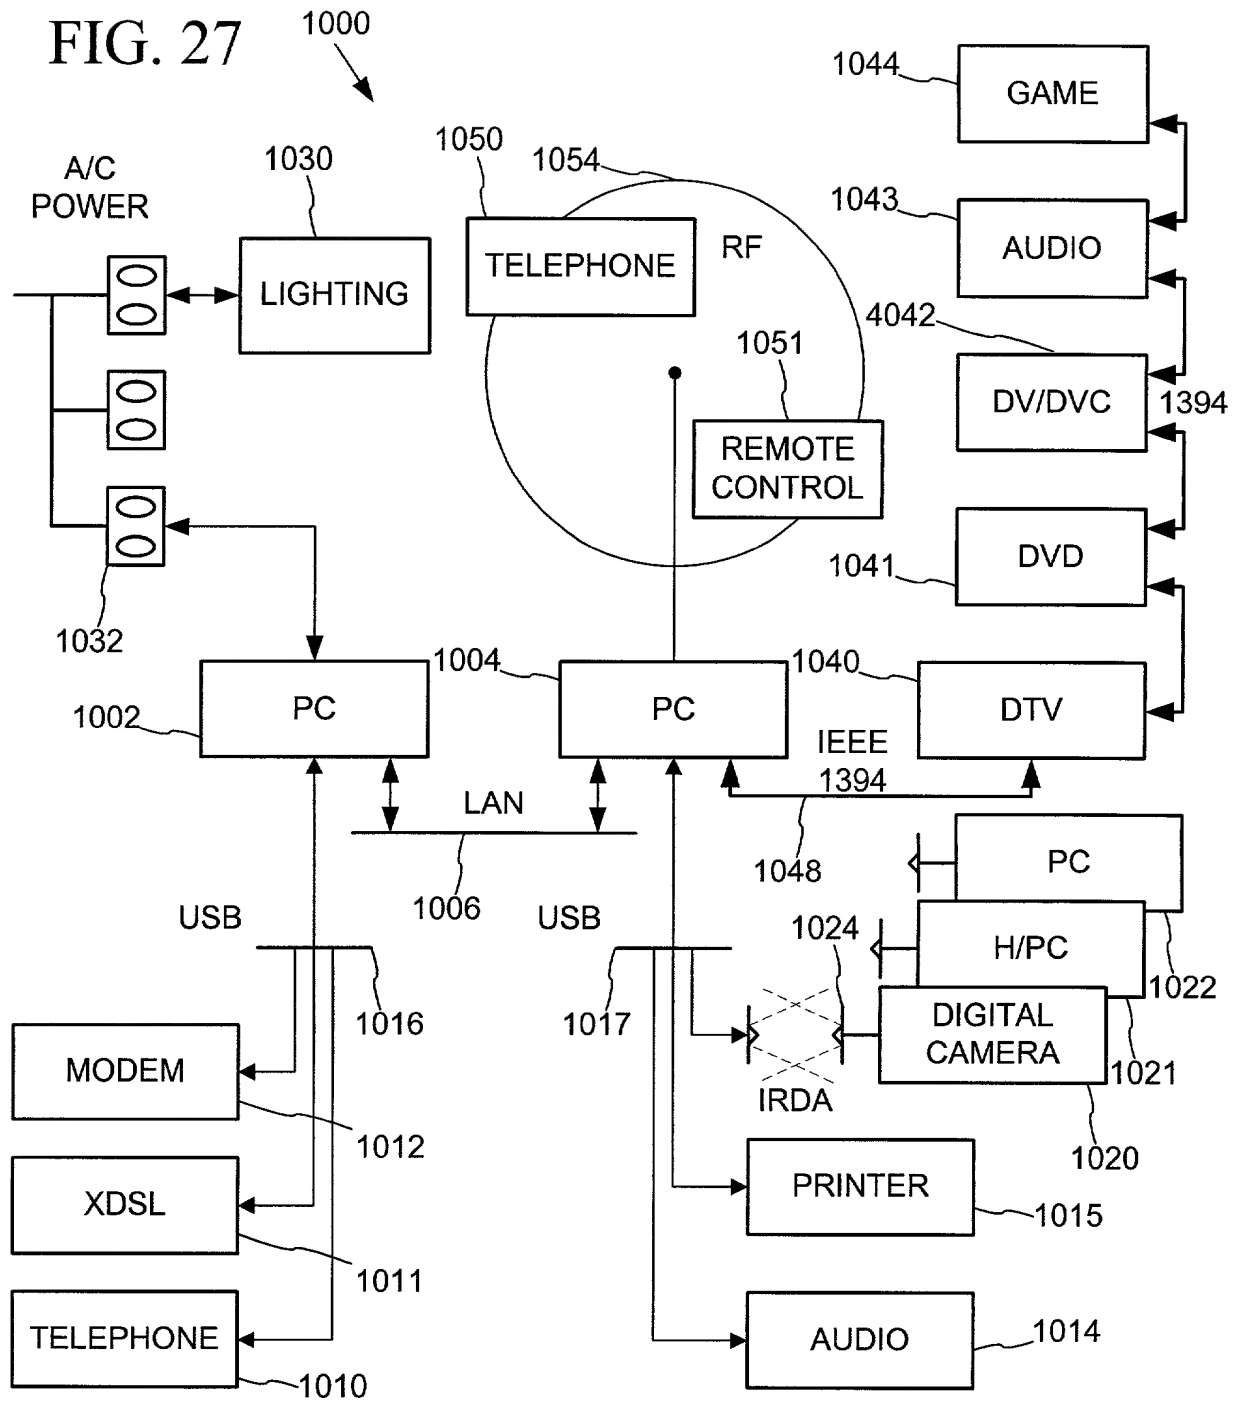 FIG. 27
1000
1044
GAME
1050
1054
A/C
POWER
1030
1043
AUDIO
RF
TELEPHONE
LIGHTING
4042
1051
DV/DVC
1394
REMOTE
CONTROL
DVD
1041
1032
1004
1040
PC
1002
PC
DTV
IEEE
1394
LAN
1048
PC
1006
USB
USB
1024
H/PC
1022
1016
1017
DIGITAL
CAMERA
1021
MODEM
IRDA
1012
1020
XDSL
PRINTER
1015
1011
TELEPHONE
AUDIO
1014
1010